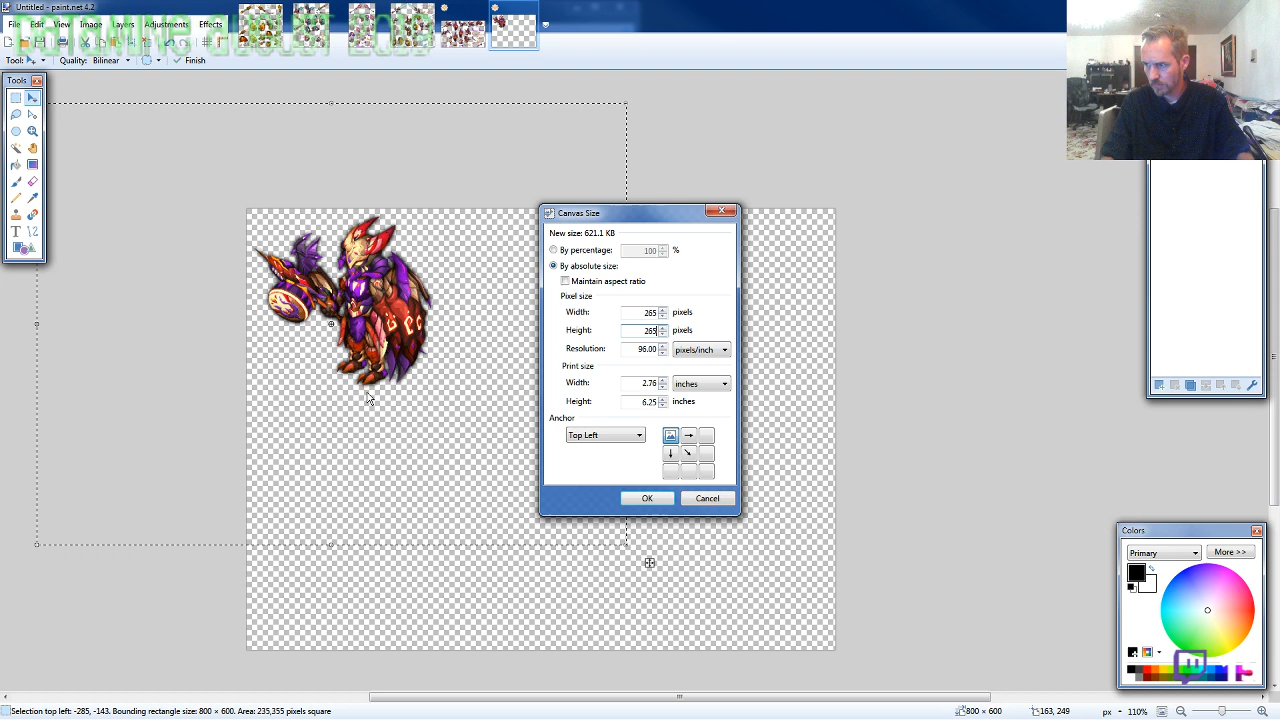 Untitled - paint.net 4.2
File Edit View Image Layers Adjustments Effects
Tool: Quality: Bilinear Finish
Tools
Canvas Size
New size: 621.1 KB
By percentage: 100 %
By absolute size:
Maintain aspect ratio
Pixel size
Width: 265 pixels
Height: 265 pixels
Resolution: 96.00 pixels/inch
Print size
Width: 2.76 inches
Height: 6.25 inches
Anchor
Top Left
OK Cancel
Colors
Primary More >>
Selection top left: -285, -143. Bounding rectangle size: 800 × 600. Area: 235,355 pixels square 800 × 600 163, 249 px 110%